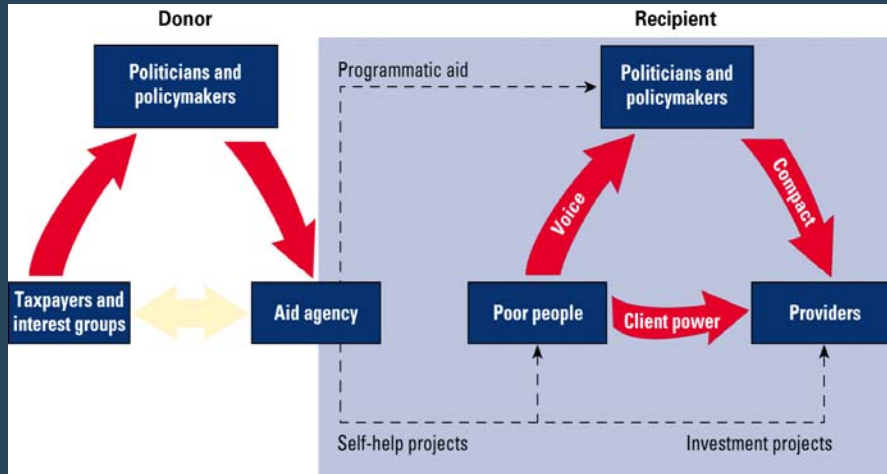 Donor
Recipient
Politicians and
policymakers
Programmatic aid
Politicians and
policymakers
Voice
Compact
Taxpayers and
interest groups
Aid agency
Poor people
Client power
Providers
Self-help projects
Investment projects